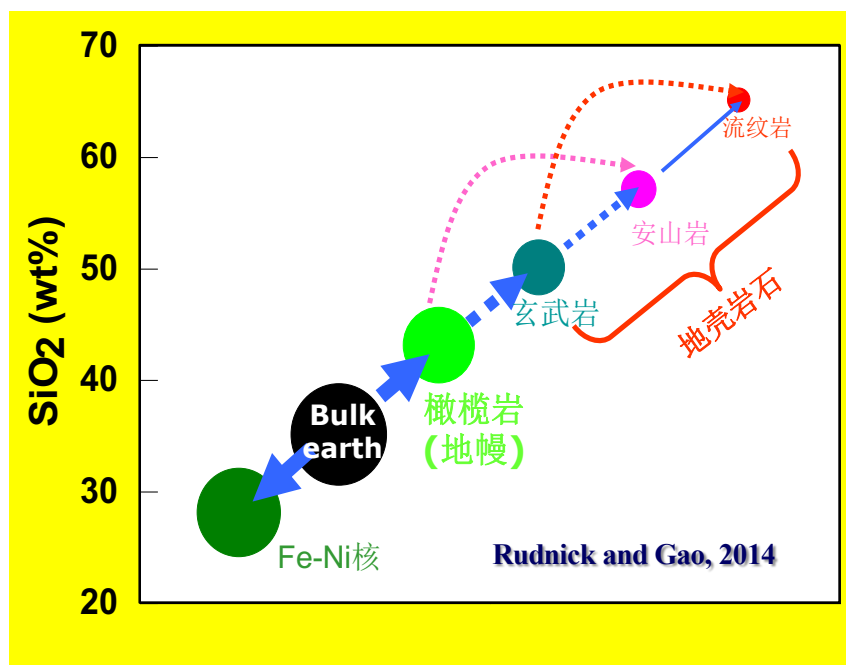 70
60
50
40
30
20
SiO2 (wt%)
流纹岩
安山岩
玄武岩
地壳岩石
橄榄岩
(地幔)
Bulk
earth
Fe-Ni核
Rudnick and Gao, 2014